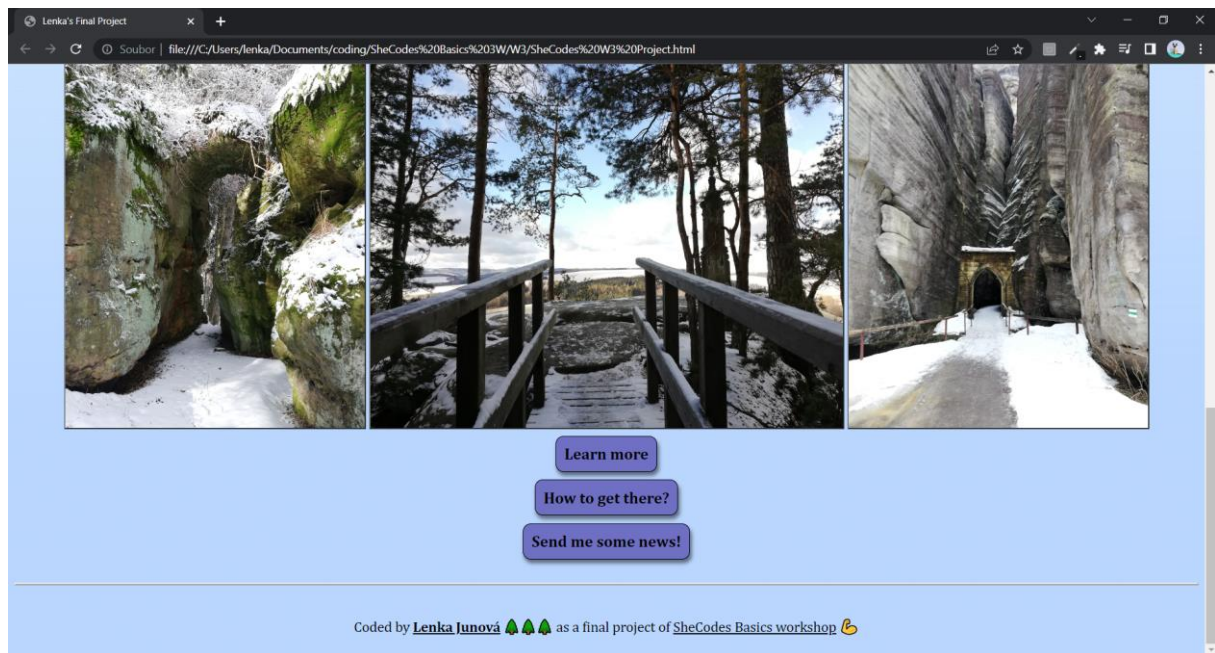 Lenka's Final Project
Soubor | file:///C:/Users/lenka/Documents/coding/SheCodes%20Basics%203W/W3/SheCodes%20W3%20Project.html
Learn more
How to get there?
Send me some news!
Coded by Lenka Junová 🌲🌲🌲 as a final project of SheCodes Basics workshop 💪